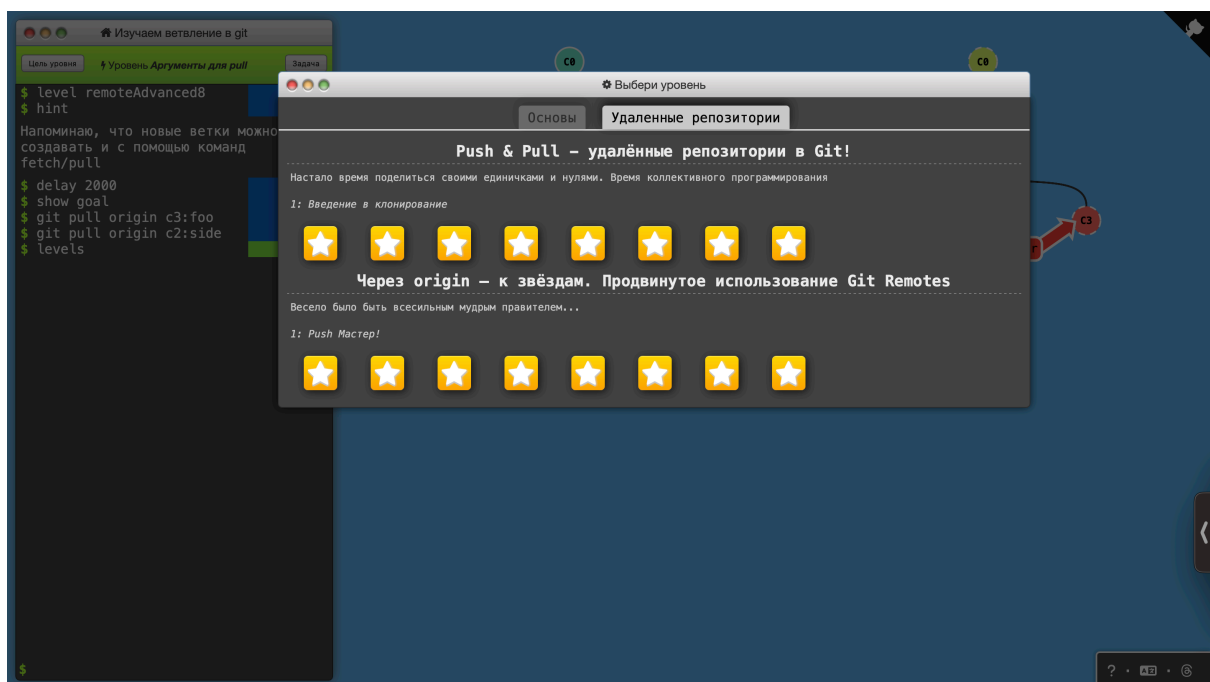 Изучаем ветвление в git
Цель уровня
Уровень Аргументы для pull
Задача
$ level remoteAdvanced8
$ hint
Напоминаю, что новые ветки можно
создавать и с помощью команд
fetch/pull
$ delay 2000
$ show goal
$ git pull origin c3:foo
$ git pull origin c2:side
$ levels
$
C0
C0
Выбери уровень
Основы
Удаленные репозитории
Push & Pull — удалённые репозитории в Git!
Настало время поделиться своими единичками и нулями. Время коллективного программирования
1: Введение в клонирование
Через origin — к звёздам. Продвинутое использование Git Remotes
Весело было быть всесильным мудрым правителем...
1: Push Мастер!
C3
?